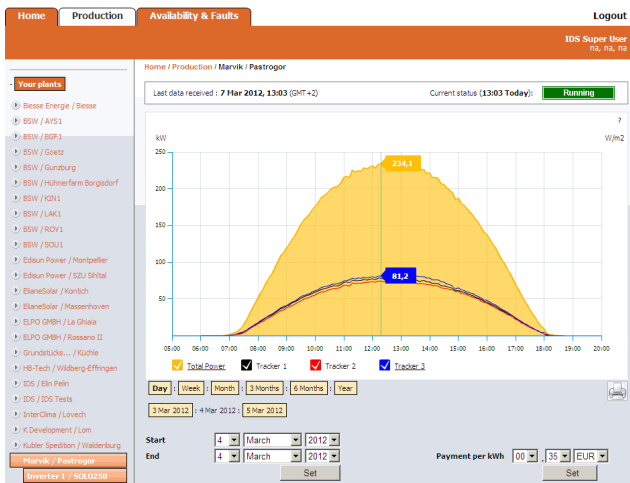 Home Production Availability & Faults Logout
IDS Super User
na, na, na
Home / Production / Marvik / Pastrogor
- Your plants
Last data received : 7 Mar 2012, 13:03 (GMT+2) Current status (13:03 Today): Running
Biesse Energie / Biesse
BSW / AYS1
BSW / BGF1
BSW / Goetz
BSW / Gunzburg
BSW / Hühnerfarm Borgisdorf
BSW / KIN1
BSW / LAK1
BSW / ROY1
BSW / SOU1
Edisun Power / Montpellier
Edisun Power / SZU Sihltal
ElianeSolar / Kontich
ElianeSolar / Massenhoven
ELPO GMBH / La Ghiaia
ELPO GMBH / Rossano II
Grundstücks... / Küchle
HB-Tech / Wildberg-Effringen
IDS / Elin Pelin
IDS / IDS Tests
InterClima / Lovech
K Development / Lom
Kubler Spedition / Waldenburg
Marvik / Pastrogor
Inverter 1 / SOLO250
?
kW W/m2
250
200
150
100
50
234,1
81,2
05:00 06:00 07:00 08:00 09:00 10:00 11:00 12:00 13:00 14:00 15:00 16:00 17:00 18:00 19:00 20:00
Total Power Tracker 1 Tracker 2 Tracker 3
Day : Week : Month : 3 Months : 6 Months : Year
3 Mar 2012 : 4 Mar 2012 : 5 Mar 2012
Start 4 March 2012
End 4 March 2012 Payment per kWh 00 , 35 EUR
Set Set